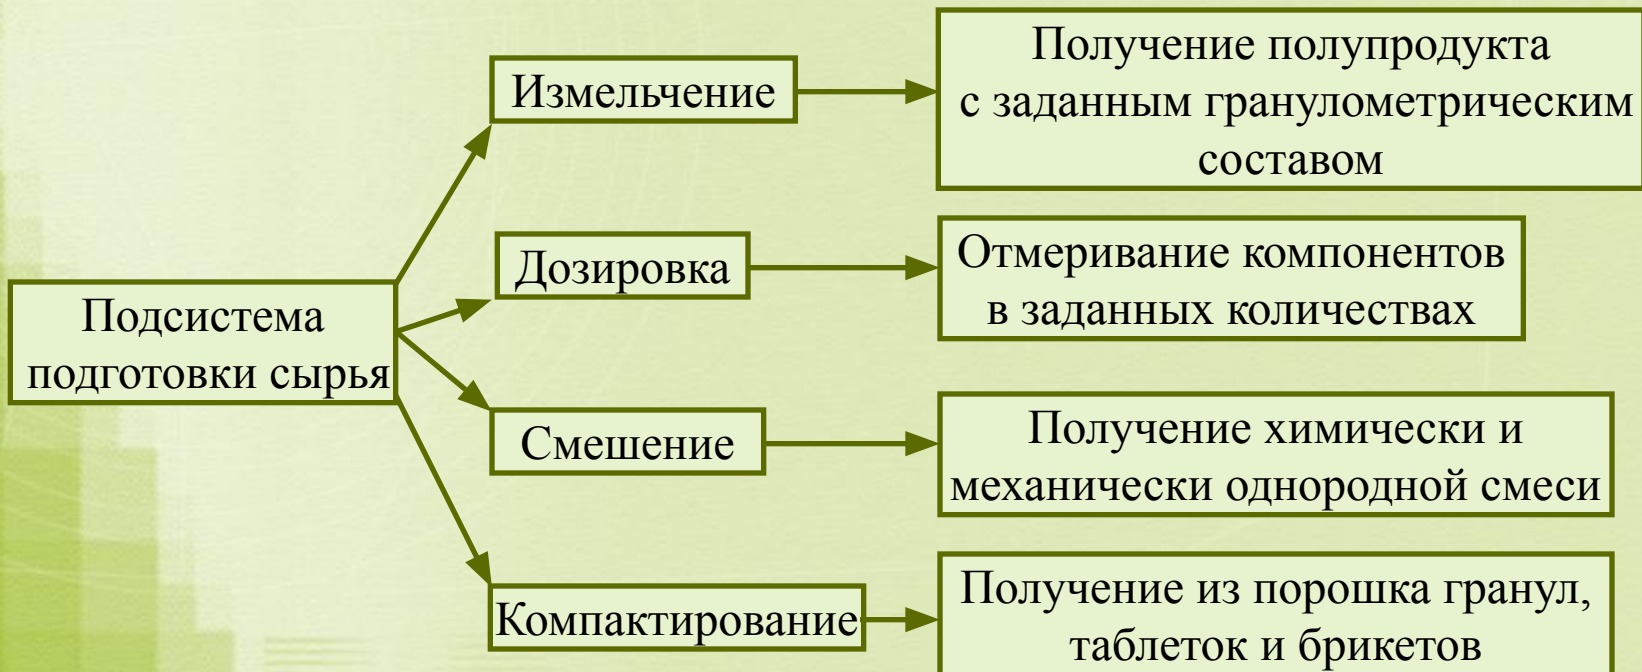 Подсистема
подготовки сырья
Измельчение
Получение полупродукта
с заданным гранулометрическим
составом
Дозировка
Отмеривание компонентов
в заданных количествах
Смешение
Получение химически и
механически однородной смеси
Компактирование
Получение из порошка гранул,
таблеток и брикетов